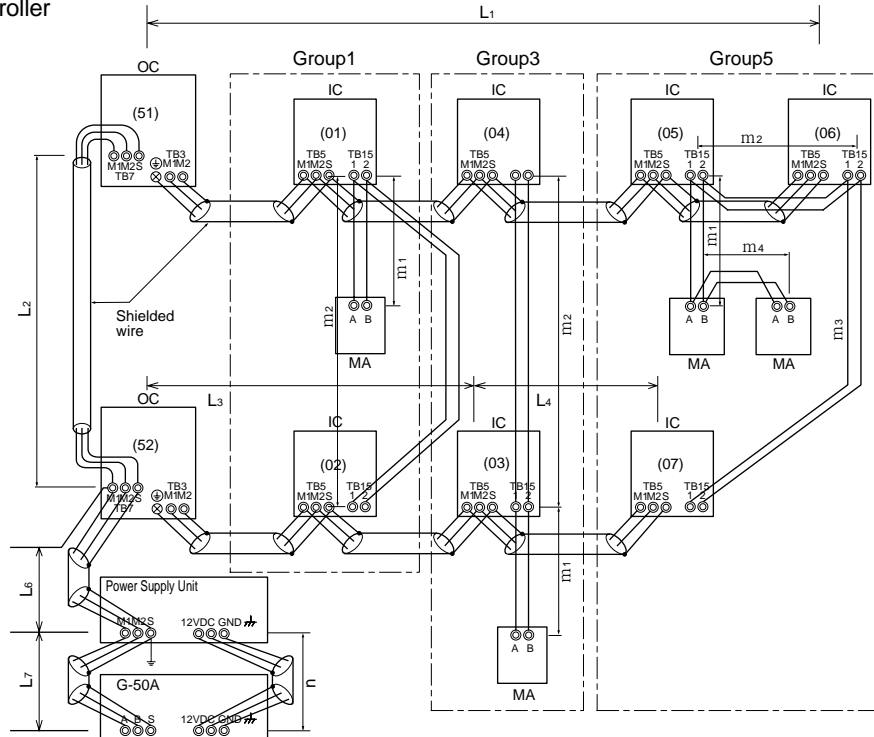 roller
L1
Group1
Group3
Group5
OC
IC
IC
IC
IC
(51)
(01)
(04)
(05)
(06)
m2
TB3
M1M2
M1M2S
TB7
TB5
M1M2S
TB15
1 2
TB5
M1M2S
TB5
M1M2S
TB15
1 2
TB5
M1M2S
TB15
1 2
L2
Shielded
wire
m2
m1
m2
m1
m4
m3
A B
MA
A B
MA
A B
MA
L3
L4
OC
IC
IC
IC
(52)
(02)
(03)
(07)
TB3
M1M2
M1M2S
TB7
TB5
M1M2S
TB15
1 2
TB5
M1M2S
TB15
1 2
TB5
M1M2S
TB15
1 2
m1
L6
Power Supply Unit
M1M2S
12VDC GND
A B
MA
L7
n
G-50A
A B S
12VDC GND